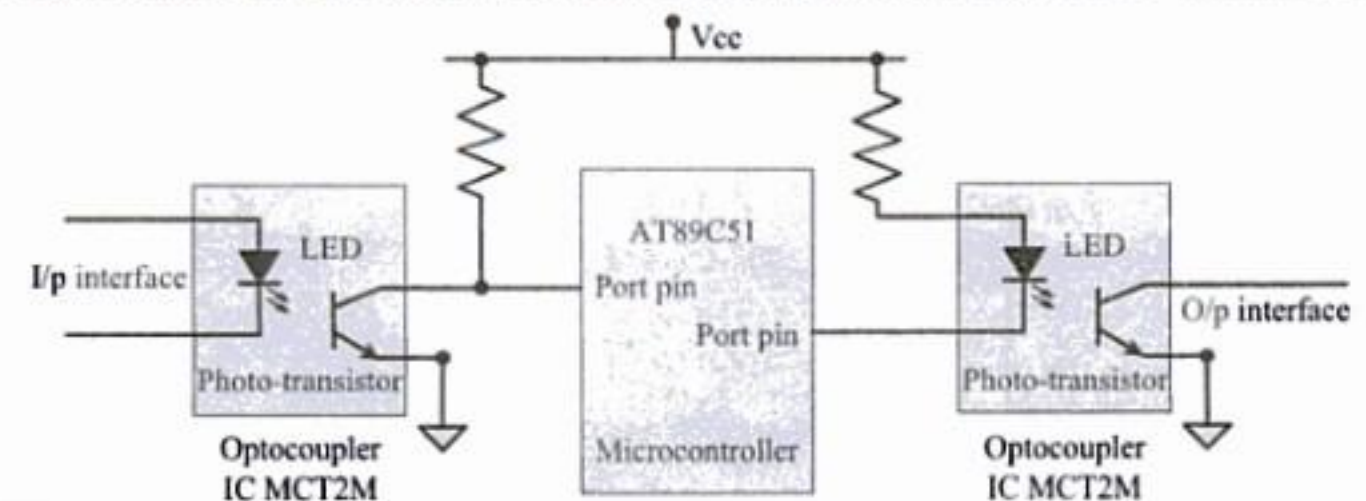 Vcc
LED
I/p interface
Photo-transistor
Optocoupler
IC MCT2M
AT89C51
Port pin
Port pin
Microcontroller
LED
O/p interface
Photo-transistor
Optocoupler
IC MCT2M